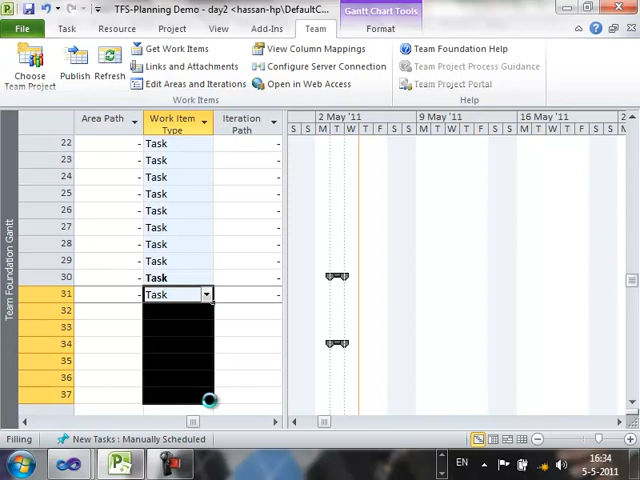 TFS-Planning Demo - day2 <hassan-hp\DefaultC...
Gantt Chart Tools
File
Task
Resource
Project
View
Add-Ins
Team
Format
Choose
Project
Publish
Refresh
Get Work Items
Links and Attachments
Edit Areas and Iterations
View Column Mappings
Configure Server Connection
Open in Web Access
Work Items
Team Foundation Help
Team Project Process Guidance
Team Project Portal
Help
Area Path
Work Item
Type
Iteration
Path
2 May '11
9 May '11
16 May '11
S S M T W T F S S M T W T F S S M T W T F S
22 - Task -
23 - Task -
24 - Task -
25 - Task -
26 - Task -
27 - Task -
28 - Task -
29 - Task -
30 - Task -
31 - Task -
32
33
34
35
36
37
Team Foundation Gantt
Filling
New Tasks : Manually Scheduled
EN
16:34
5-5-2011